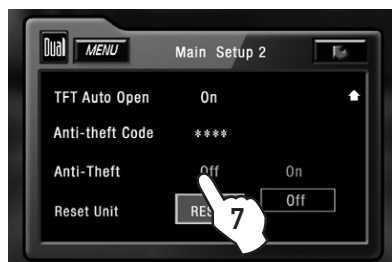 Dual MENU Main Setup 2
TFT Auto Open On
Anti-theft Code ****
Anti-Theft Off On
Off
Reset Unit
7